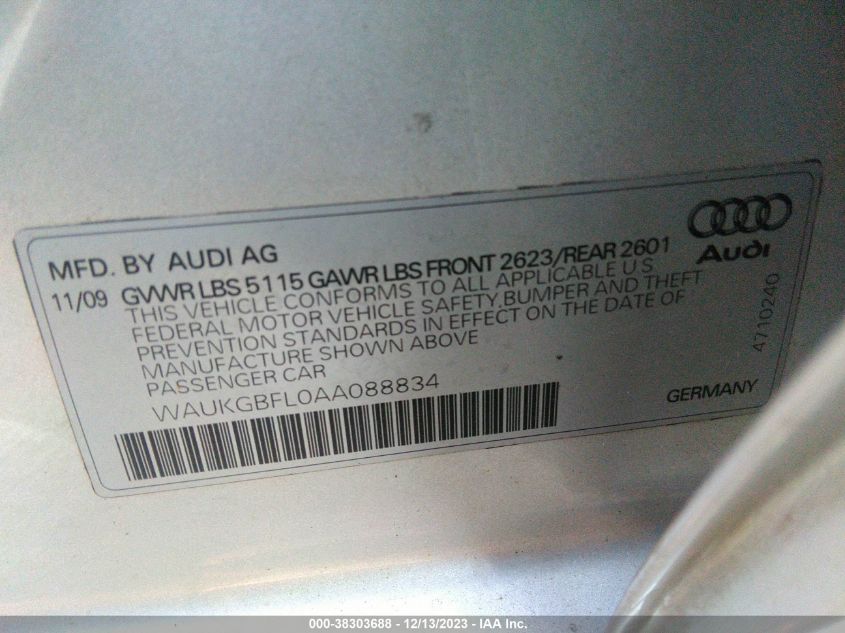 MFD. BY AUDI AG
11/09 GVWR LBS 5115 GAWR LBS FRONT 2623/REAR 2601
THIS VEHICLE CONFORMS TO ALL APPLICABLE U S
FEDERAL MOTOR VEHICLE SAFETY,BUMPER AND THEFT
PREVENTION STANDARDS IN EFFECT ON THE DATE OF
MANUFACTURE SHOWN ABOVE
PASSENGER CAR
WAUKGBFL0AA088834
Audi
4710240
GERMANY
000-38303688 - 12/13/2023 - IAA Inc.